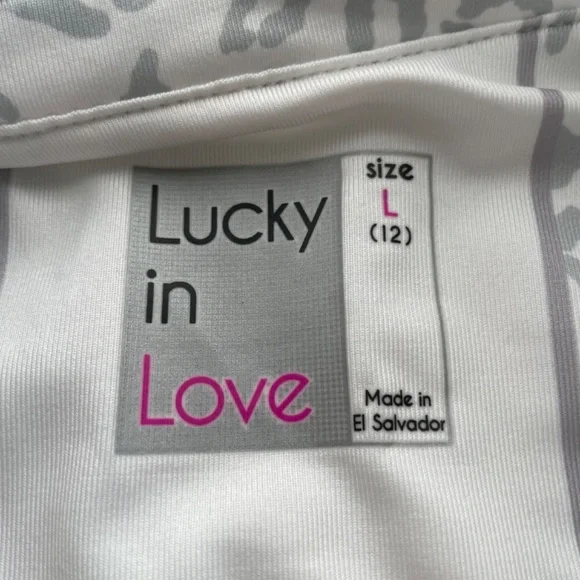 Lucky
in
Love
size
L
(12)
Made in
El Salvador